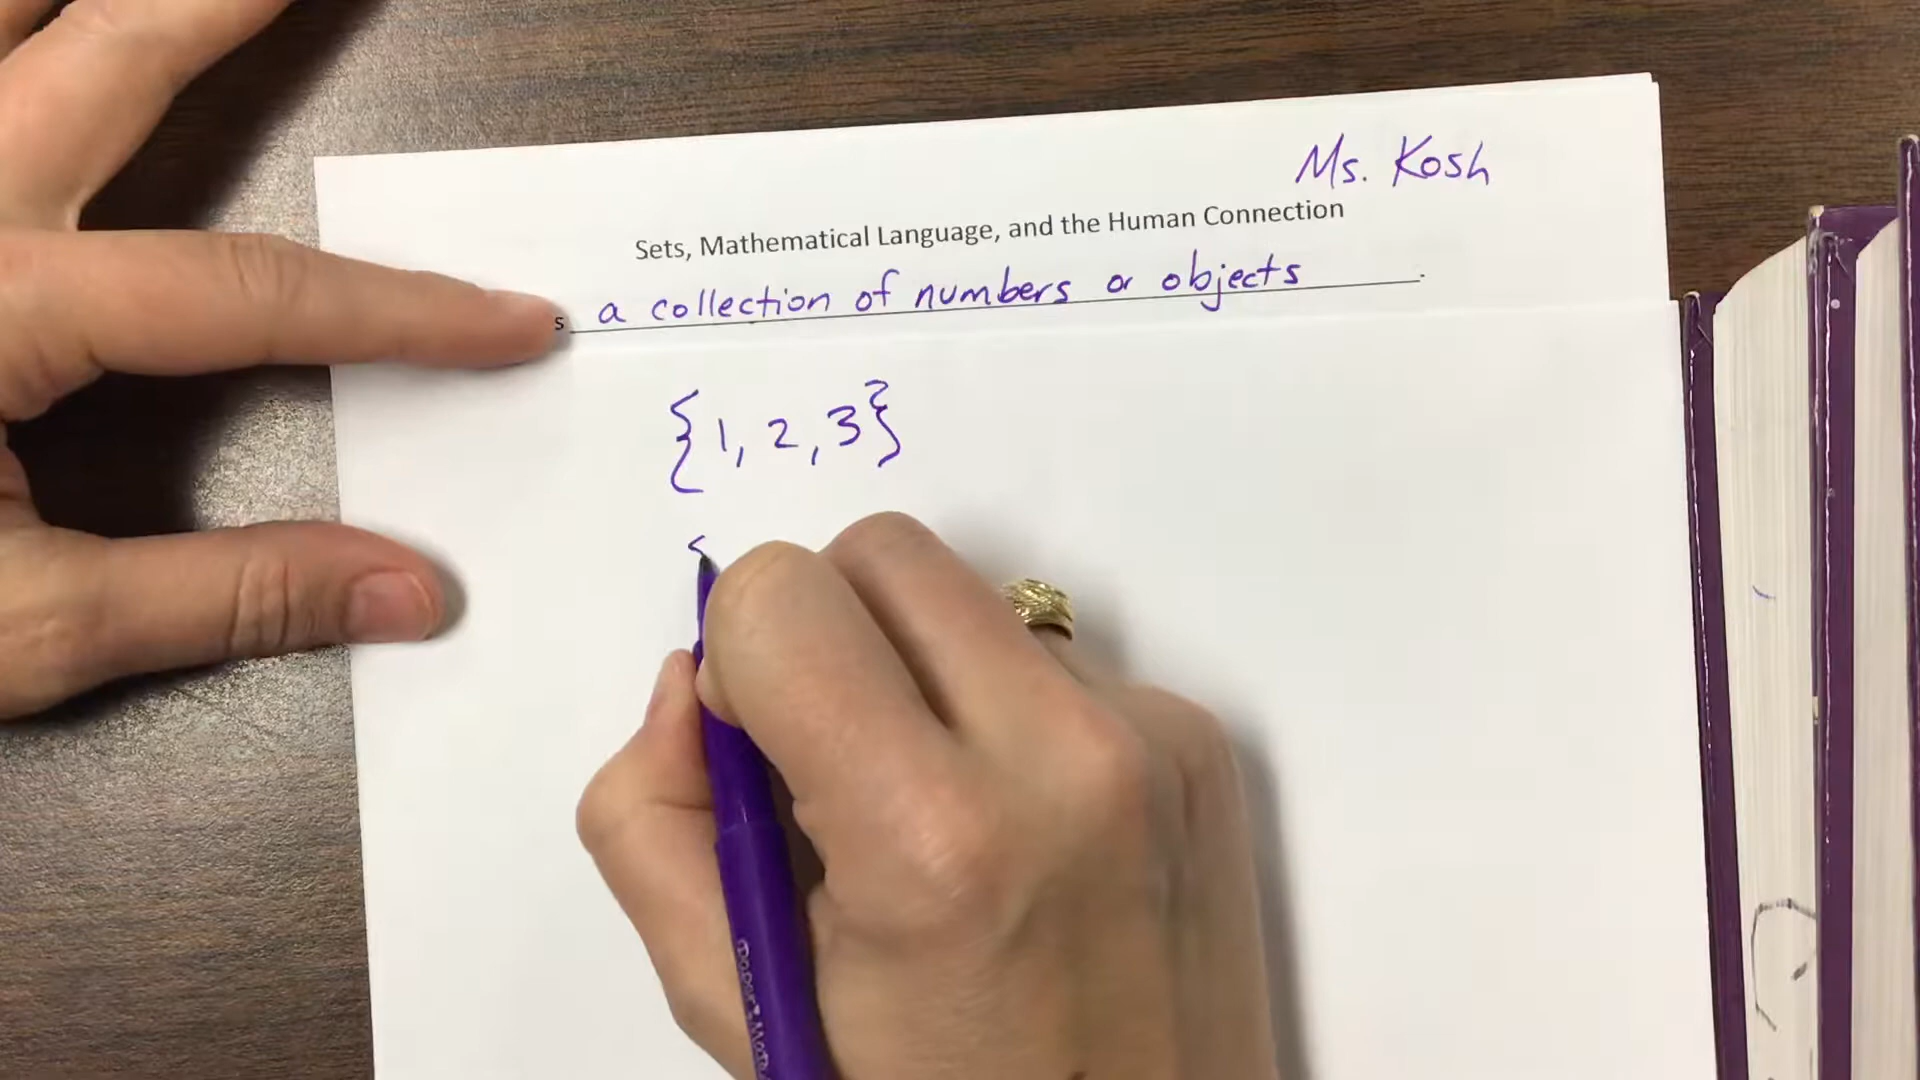 Ms. Kosh
Sets, Mathematical Language, and the Human Connection
s a collection of numbers or objects.
{1, 2, 3}